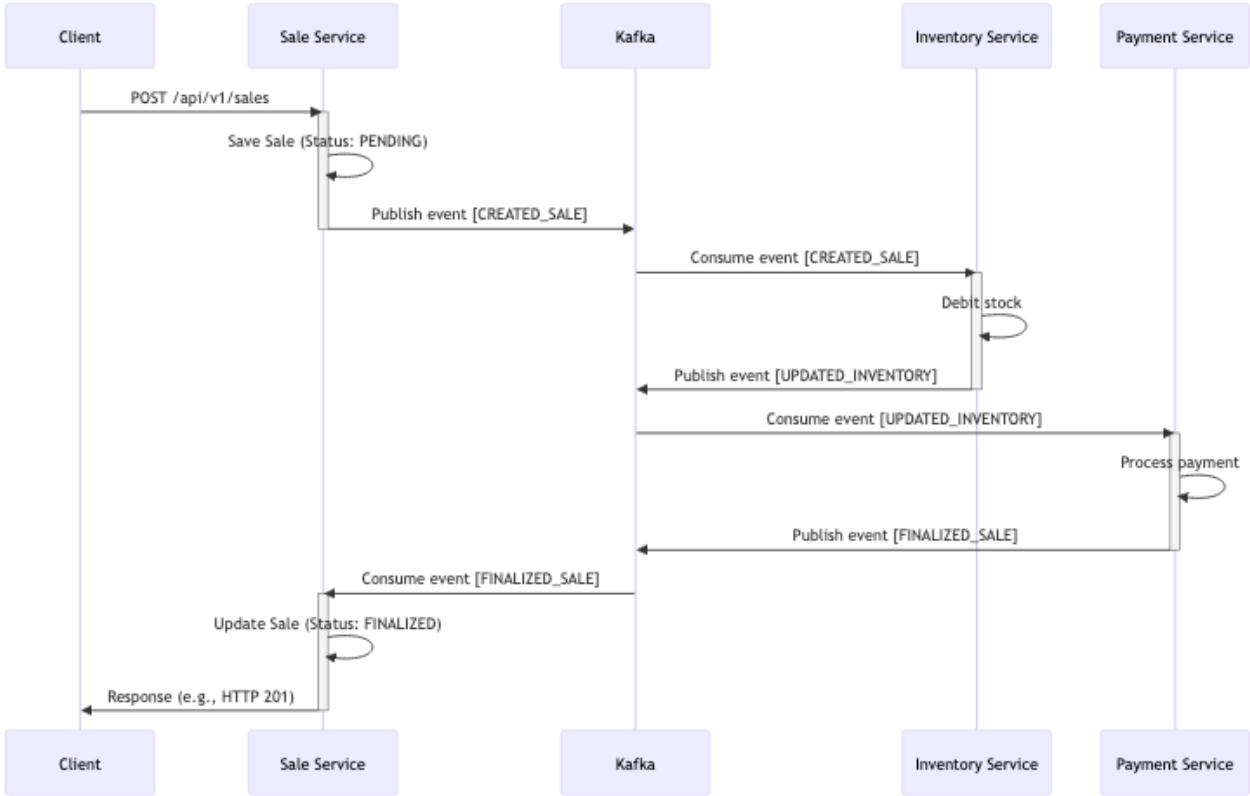 Client
Sale Service
Kafka
Inventory Service
Payment Service
POST /api/v1/sales
Save Sale (Status: PENDING)
Publish event [CREATED_SALE]
Consume event [CREATED_SALE]
Debit stock
Publish event [UPDATED_INVENTORY]
Consume event [UPDATED_INVENTORY]
Process payment
Publish event [FINALIZED_SALE]
Consume event [FINALIZED_SALE]
Update Sale (Status: FINALIZED)
Response (e.g., HTTP 201)
Client
Sale Service
Kafka
Inventory Service
Payment Service